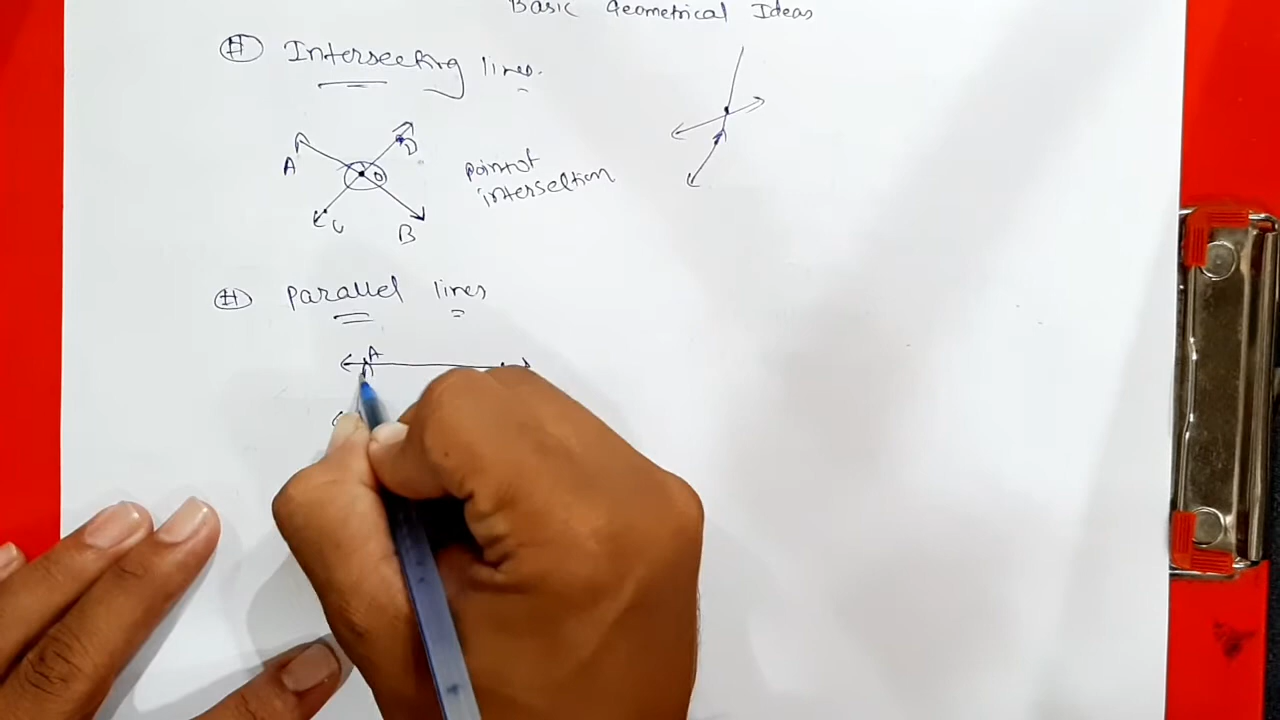 Basic Geometrical Ideas
# Intersecting lines.
A
D
O
C
B
point of
intersection
# Parallel lines
A